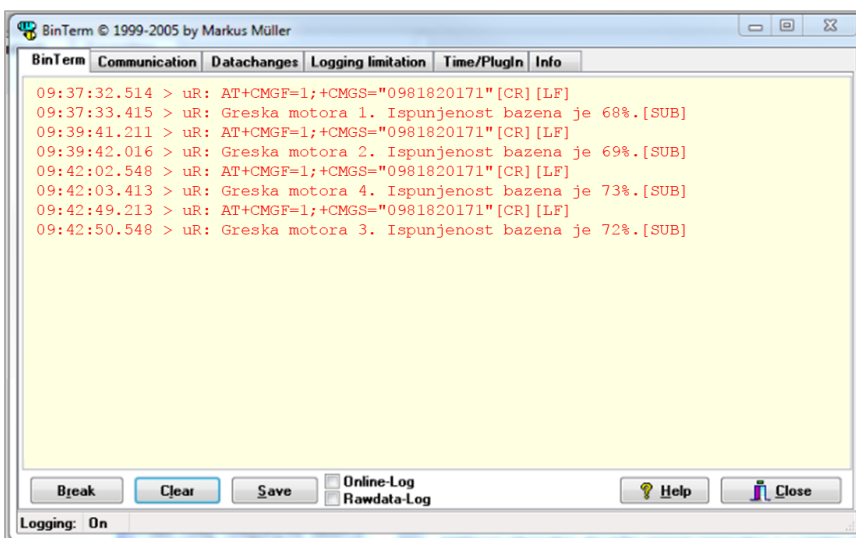 BinTerm © 1999-2005 by Markus Müller
BinTerm Communication Datachanges Logging limitation Time/PlugIn Info
09:37:32.514 > uR: AT+CMGF=1;+CMGS="0981820171"[CR][LF]
09:37:33.415 > uR: Greska motora 1. Ispunjenost bazena je 68%.[SUB]
09:39:41.211 > uR: AT+CMGF=1;+CMGS="0981820171"[CR][LF]
09:39:42.016 > uR: Greska motora 2. Ispunjenost bazena je 69%.[SUB]
09:42:02.548 > uR: AT+CMGF=1;+CMGS="0981820171"[CR][LF]
09:42:03.413 > uR: Greska motora 4. Ispunjenost bazena je 73%.[SUB]
09:42:49.213 > uR: AT+CMGF=1;+CMGS="0981820171"[CR][LF]
09:42:50.548 > uR: Greska motora 3. Ispunjenost bazena je 72%.[SUB]
Break Clear Save Online-Log Help Close
Rawdata-Log
Logging: On